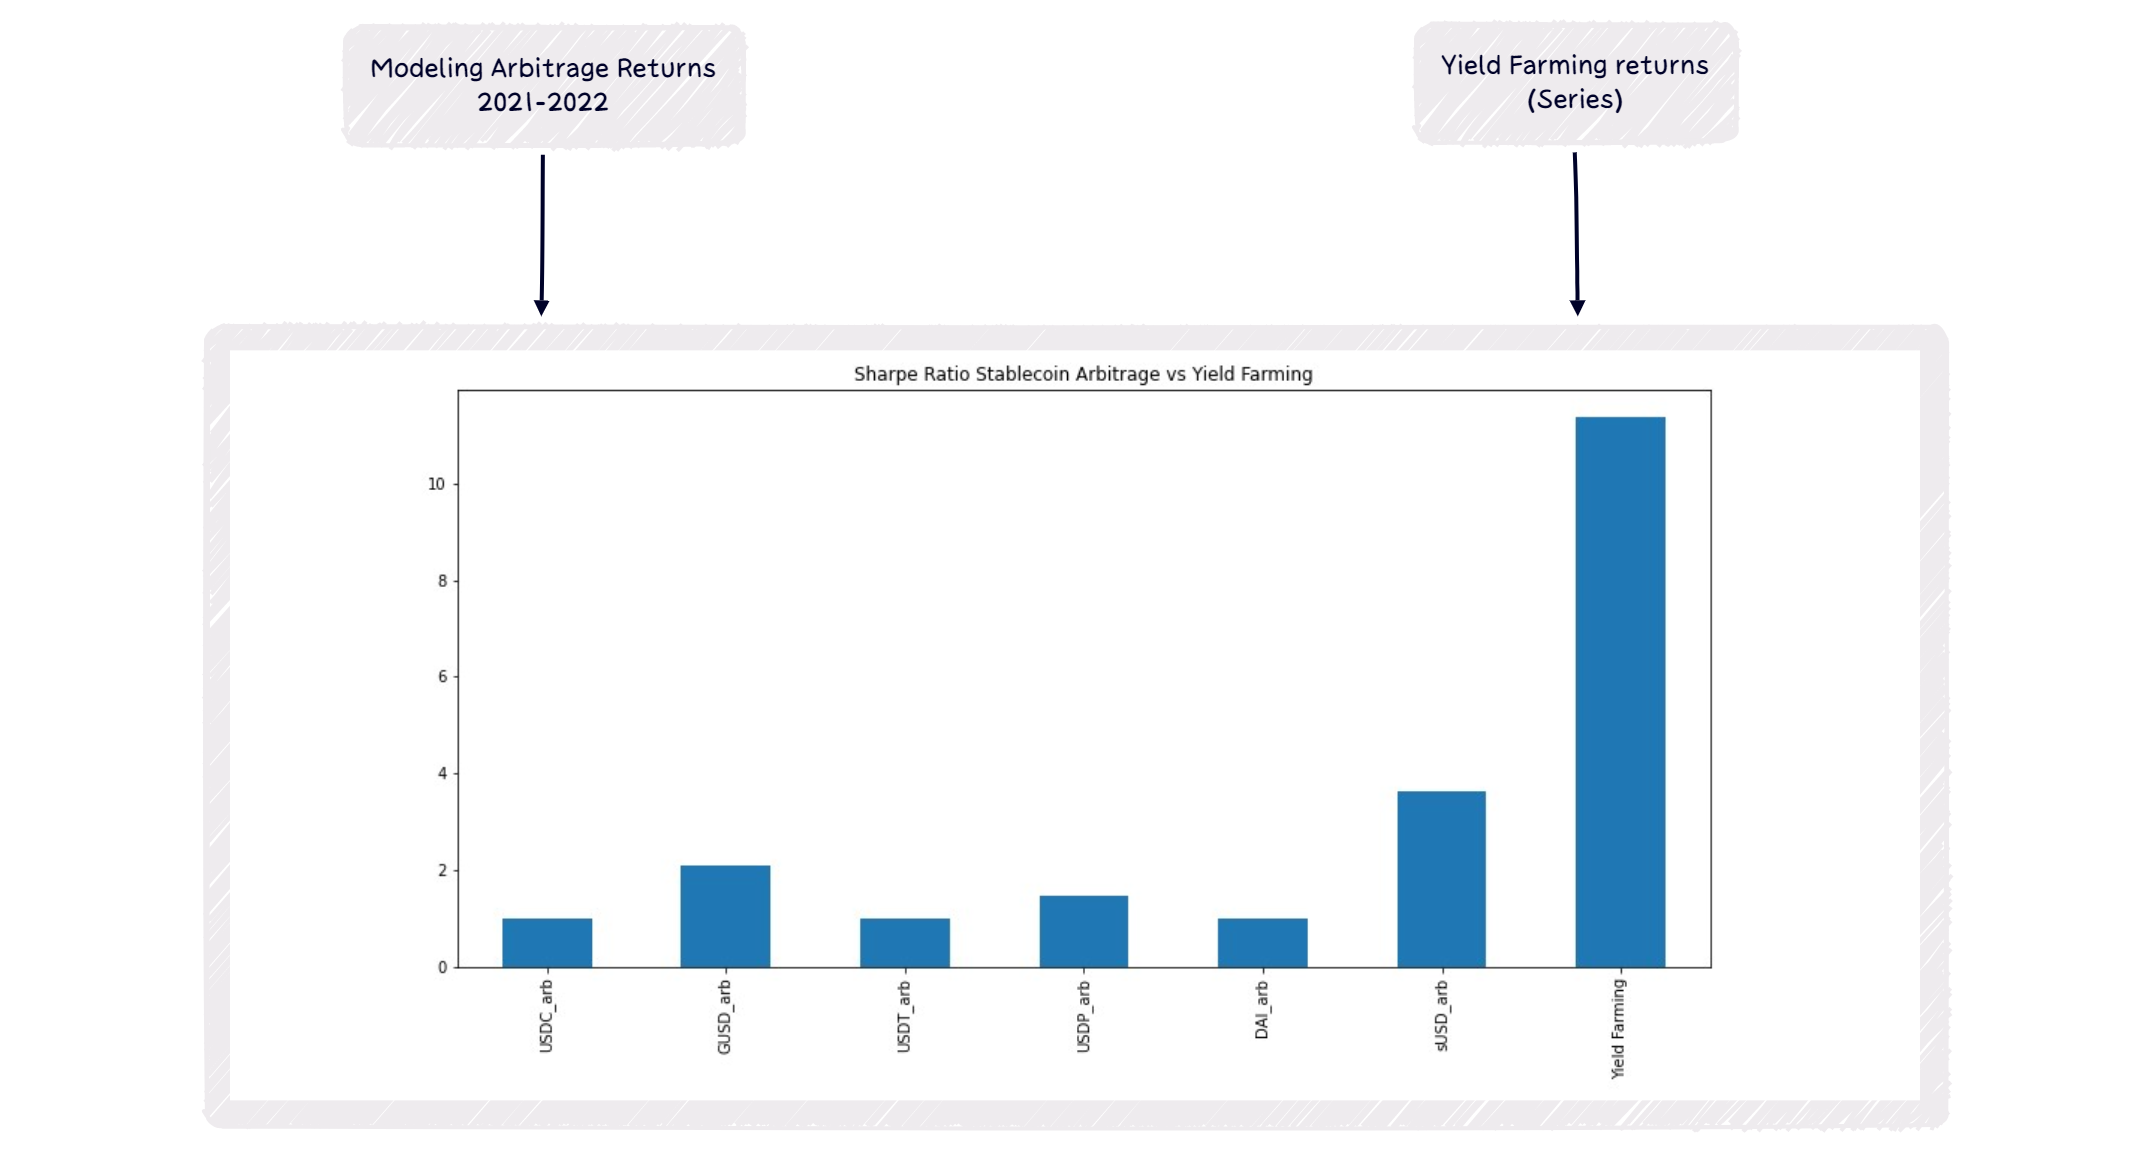 Modeling Arbitrage Returns
2021-2022
Yield Farming returns
(Series)
Sharpe Ratio Stablecoin Arbitrage vs Yield Farming
10
8
6
4
2
0
USDC_arb
GUSD_arb
USDT_arb
USDP_arb
DAI_arb
sUSD_arb
Yield Farming